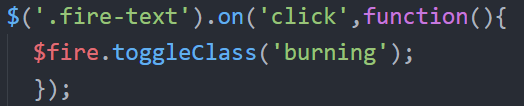 $('.fire-text').on('click',function(){
  $fire.toggleClass('burning');
  });